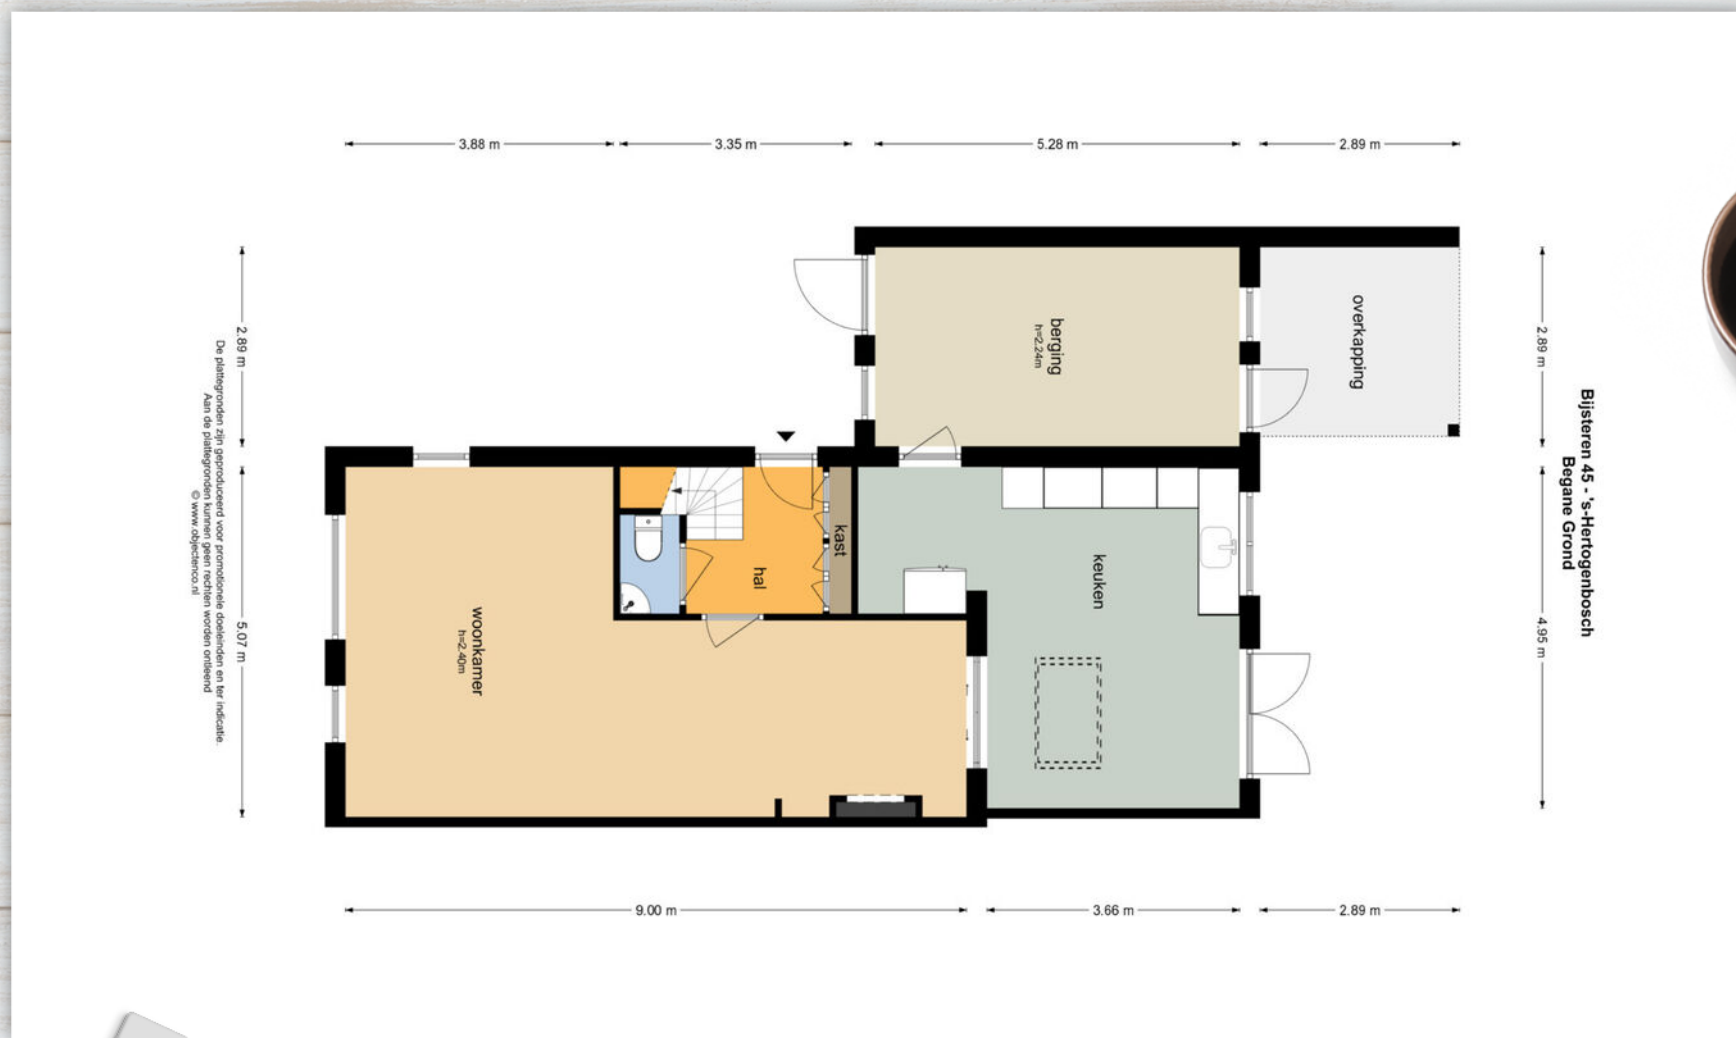 3.88 m
3.35 m
5.28 m
2.89 m
2.89 m
5.07 m
De plattegronden zijn geproduceerd voor promotionele doeleinden en ter indicatie.
Aan de plattegronden kunnen geen rechten worden ontleend
© www.objectenco.nl
berging
h=2.24m
overkapping
kast
hal
keuken
woonkamer
h=2.40m
2.89 m
4.95 m
Bijsteren 45 - 's-Hertogenbosch
Begane Grond
9.00 m
3.66 m
2.89 m